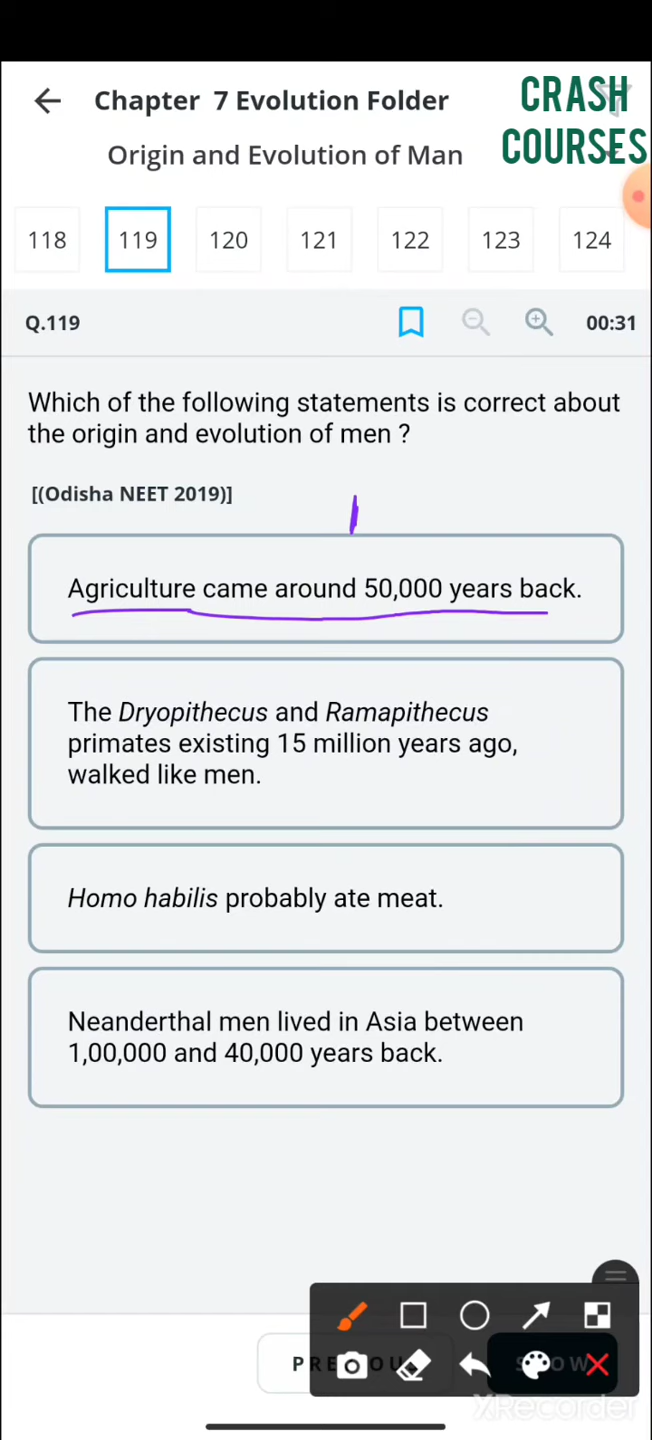 Chapter 7 Evolution Folder
CRASH
COURSES
Origin and Evolution of Man
118 119 120 121 122 123 124
Q.119 00:31
Which of the following statements is correct about
the origin and evolution of men ?
[(Odisha NEET 2019)]
Agriculture came around 50,000 years back.
The Dryopithecus and Ramapithecus
primates existing 15 million years ago,
walked like men.
Homo habilis probably ate meat.
Neanderthal men lived in Asia between
1,00,000 and 40,000 years back.
XRecorder